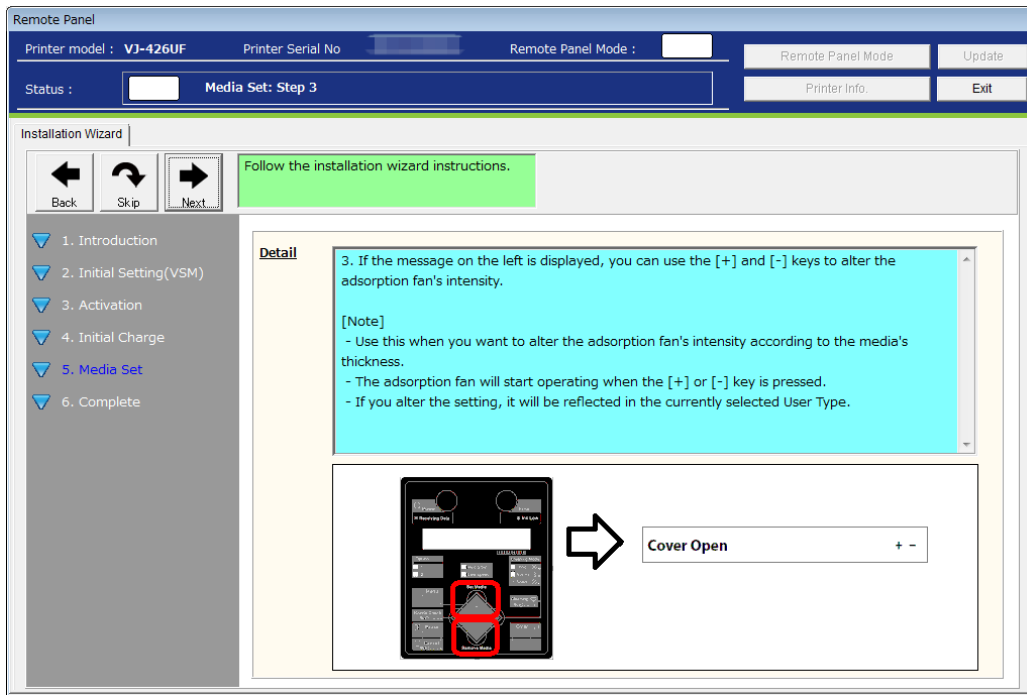 Remote Panel
Printer model : VJ-426UF Printer Serial No Remote Panel Mode :
Remote Panel Mode Update
Status : Media Set: Step 3
Printer Info. Exit
Installation Wizard
Back Skip Next
Follow the installation wizard instructions.
1. Introduction
2. Initial Setting(VSM)
3. Activation
4. Initial Charge
5. Media Set
6. Complete
Detail
3. If the message on the left is displayed, you can use the [+] and [-] keys to alter the
adsorption fan's intensity.
[Note]
- Use this when you want to alter the adsorption fan's intensity according to the media's
thickness.
- The adsorption fan will start operating when the [+] or [-] key is pressed.
- If you alter the setting, it will be reflected in the currently selected User Type.
Cover Open + -